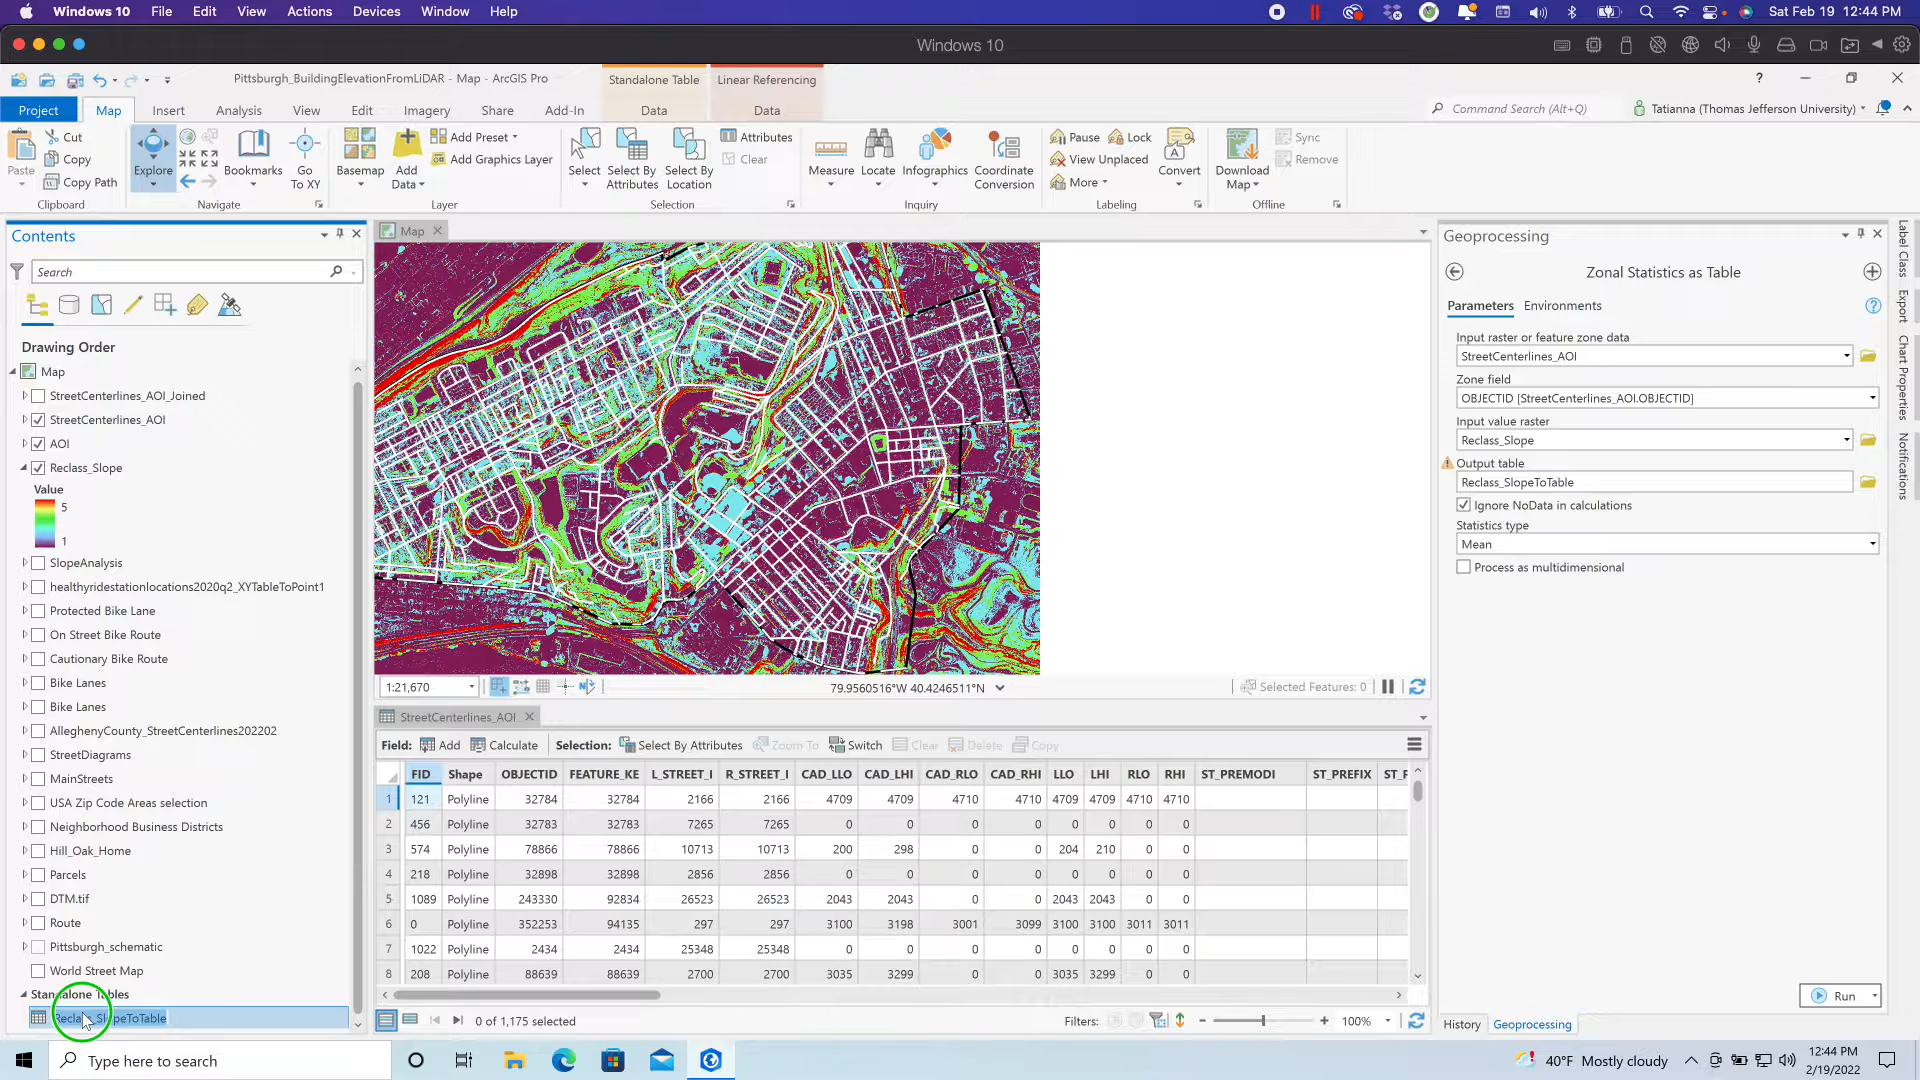 Windows 10 File Edit View Actions Devices Window Help Sat Feb 19 12:44 PM
Windows 10
Pittsburgh_BuildingElevationFromLiDAR - Map - ArcGIS Pro Standalone Table Linear Referencing ?
Project Map Insert Analysis View Edit Imagery Share Add-In Data Data Command Search (Alt+Q) Tatianna (Thomas Jefferson University)
Paste Cut Copy Copy Path
Clipboard
Explore Bookmarks Go To XY
Navigate
Basemap Add Data Add Preset Add Graphics Layer
Layer
Select Select By Attributes Select By Location Attributes Clear
Selection
Measure Locate Infographics Coordinate Conversion
Inquiry
Pause Lock View Unplaced More Convert
Labeling
Download Map Sync Remove
Offline
Contents
Search
Drawing Order
Map
StreetCenterlines_AOI_Joined
StreetCenterlines_AOI
AOI
Reclass_Slope
Value
5
1
SlopeAnalysis
healthyridestationlocations2020q2_XYTableToPoint1
Protected Bike Lane
On Street Bike Route
Cautionary Bike Route
Bike Lanes
Bike Lanes
AlleghenyCounty_StreetCenterlines202202
StreetDiagrams
MainStreets
USA Zip Code Areas selection
Neighborhood Business Districts
Hill_Oak_Home
Parcels
DTM.tif
Route
Pittsburgh_schematic
World Street Map
Standalone Tables
Reclass_SlopeToTable
Map
1:21,670 79.9560516°W 40.4246511°N Selected Features: 0
StreetCenterlines_AOI
Field: Add Calculate Selection: Select By Attributes Zoom To Switch Clear Delete Copy
FID Shape OBJECTID FEATURE_KE L_STREET_I R_STREET_I CAD_LLO CAD_LHI CAD_RLO CAD_RHI LLO LHI RLO RHI ST_PREMODI ST_PREFIX
1 121 Polyline 32784 32784 2166 2166 4709 4709 4710 4710 4709 4709 4710 4710
2 456 Polyline 32783 32783 7265 7265 0 0 0 0 0 0 0 0
3 574 Polyline 78866 78866 10713 10713 200 298 0 0 204 210 0 0
4 218 Polyline 32898 32898 2856 2856 0 0 0 0 0 0 0 0
5 1089 Polyline 243330 92834 26523 26523 2043 2043 0 0 2043 2043 0 0
6 0 Polyline 352253 94135 297 297 3100 3198 3001 3099 3100 3100 3011 3011
7 1022 Polyline 2434 2434 25348 25348 0 0 0 0 0 0 0 0
8 208 Polyline 88639 88639 2700 2700 3035 3299 0 0 3035 3299 0 0
0 of 1,175 selected Filters: 100%
Geoprocessing
Zonal Statistics as Table
Parameters Environments
Input raster or feature zone data
StreetCenterlines_AOI
Zone field
OBJECTID [StreetCenterlines_AOI.OBJECTID]
Input value raster
Reclass_Slope
Output table
Reclass_SlopeToTable
Ignore NoData in calculations
Statistics type
Mean
Process as multidimensional
Run
History Geoprocessing
Label Class
Export
Chart Properties
Notifications
Type here to search 40°F Mostly cloudy 12:44 PM
2/19/2022